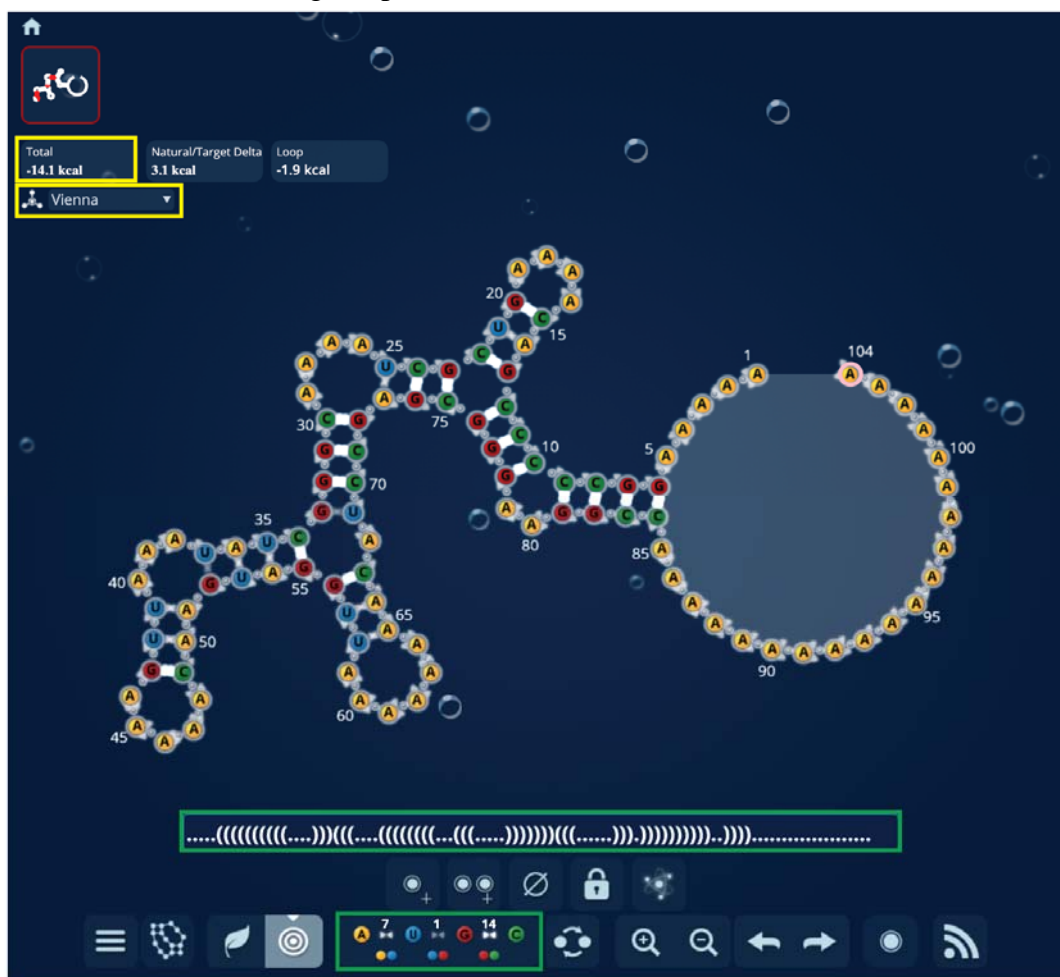 Total
-14.1 kcal
Natural/Target Delta
3.1 kcal
Loop
-1.9 kcal
Vienna
1
5
10
15
20
25
30
35
40
45
50
55
60
65
70
75
80
85
90
95
100
104
.....((((((((((....)))(((....((((((((...(((.....)))))))(((......))).))))))))))..))))....................
A 7 U 1 G 14 C